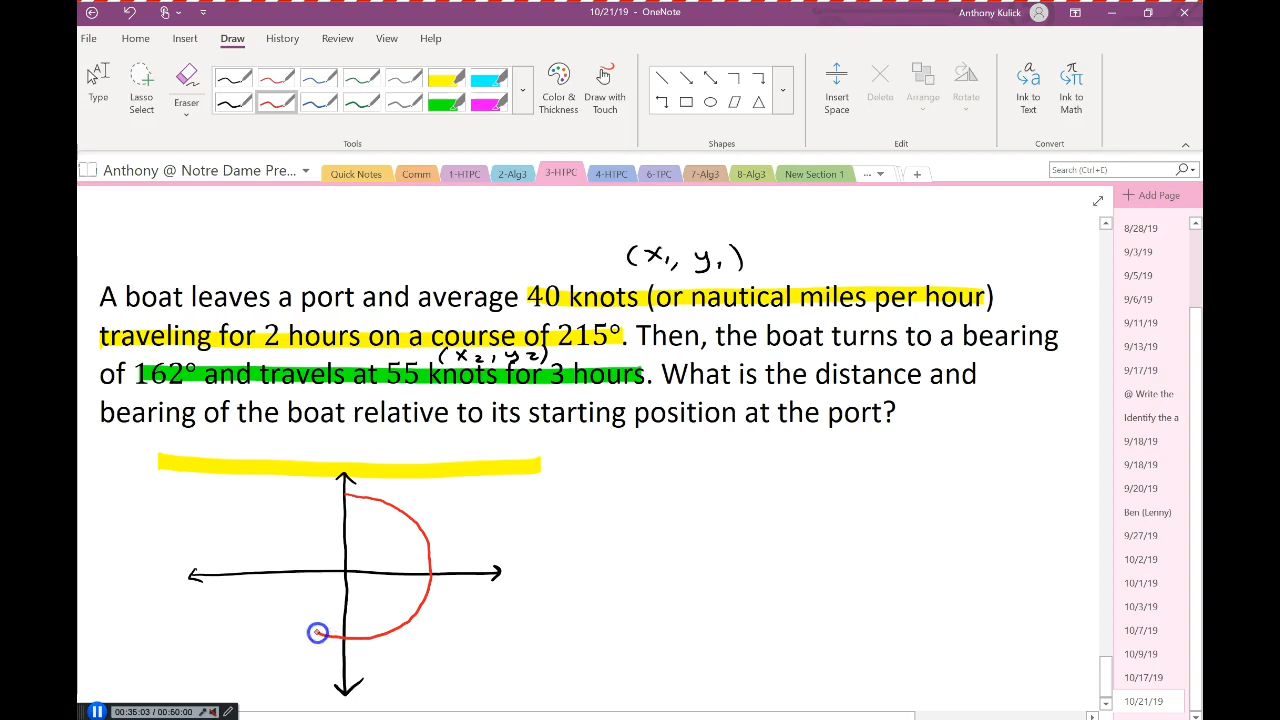 10/21/19 - OneNote
Anthony Kulick
File Home Insert Draw History Review View Help
Type
Lasso Select
Eraser
Color & Thickness
Draw with Touch
Insert Space
Delete
Arrange
Rotate
Ink to Text
Ink to Math
Tools
Shapes
Edit
Convert
Anthony @ Notre Dame Pre...
Quick Notes Comm 1-HTPC 2-Alg3 3-HTPC 4-HTPC 6-TPC 7-Alg3 8-Alg3 New Section 1 ... +
Search (Ctrl+E)
(x₁, y₁)
A boat leaves a port and average 40 knots (or nautical miles per hour)
traveling for 2 hours on a course of 215°. Then, the boat turns to a bearing
(x₂, y₂)
of 162° and travels at 55 knots for 3 hours. What is the distance and
bearing of the boat relative to its starting position at the port?
Add Page
8/28/19
9/3/19
9/5/19
9/6/19
9/11/19
9/13/19
9/17/19
@ Write the
Identify the a
9/18/19
9/18/19
9/20/19
Ben (Lenny)
9/27/19
10/2/19
10/1/19
10/3/19
10/7/19
10/9/19
10/17/19
10/21/19
00:35:03 / 00:50:00